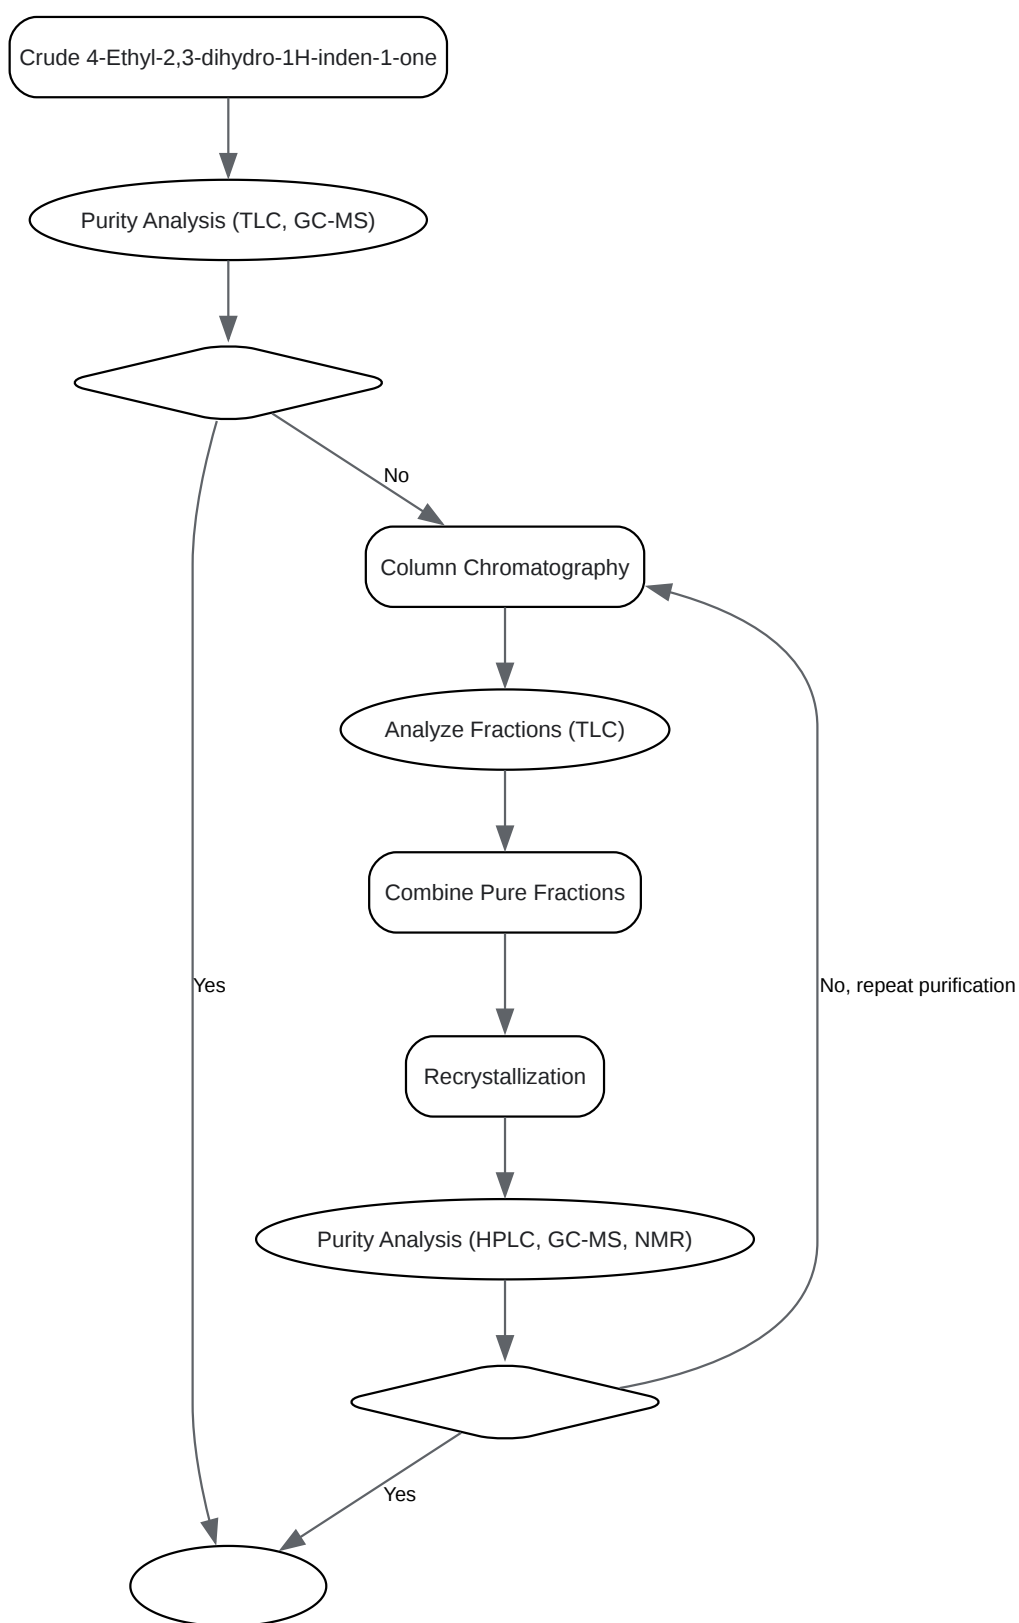 Crude 4-Ethyl-2,3-dihydro-1H-inden-1-one
Purity Analysis (TLC, GC-MS)
No
Column Chromatography
Analyze Fractions (TLC)
Combine Pure Fractions
Yes
No, repeat purification
Recrystallization
Purity Analysis (HPLC, GC-MS, NMR)
Yes